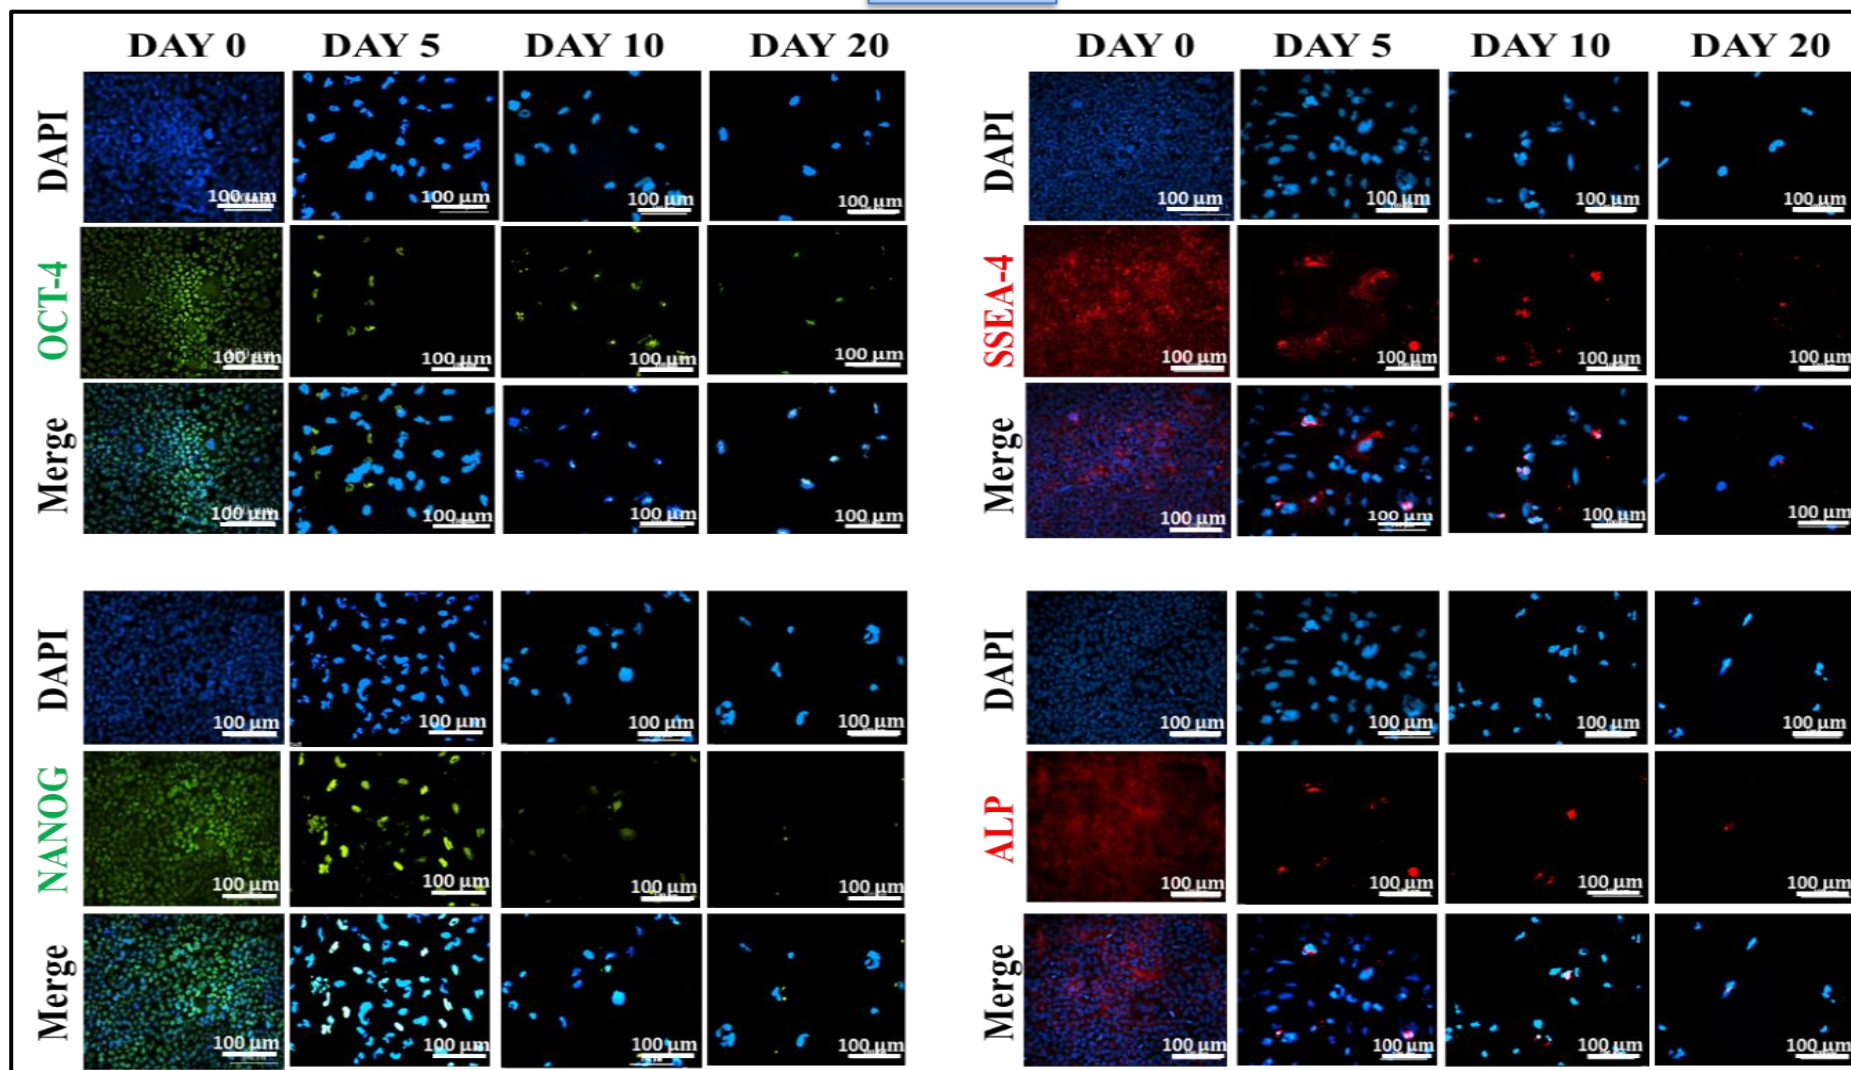 DAY 0 DAY 5 DAY 10 DAY 20 DAY 0 DAY 5 DAY 10 DAY 20
DAPI 100 µm 100 µm 100 µm 100 µm DAPI 100 µm 100 µm 100 µm 100 µm
OCT-4 100 µm 100 µm 100 µm 100 µm SSEA-4 100 µm 100 µm 100 µm 100 µm
Merge 100 µm 100 µm 100 µm 100 µm Merge 100 µm 100 µm 100 µm 100 µm
DAPI 100 µm 100 µm 100 µm 100 µm DAPI 100 µm 100 µm 100 µm 100 µm
NANOG 100 µm 100 µm 100 µm 100 µm ALP 100 µm 100 µm 100 µm 100 µm
Merge 100 µm 100 µm 100 µm 100 µm Merge 100 µm 100 µm 100 µm 100 µm